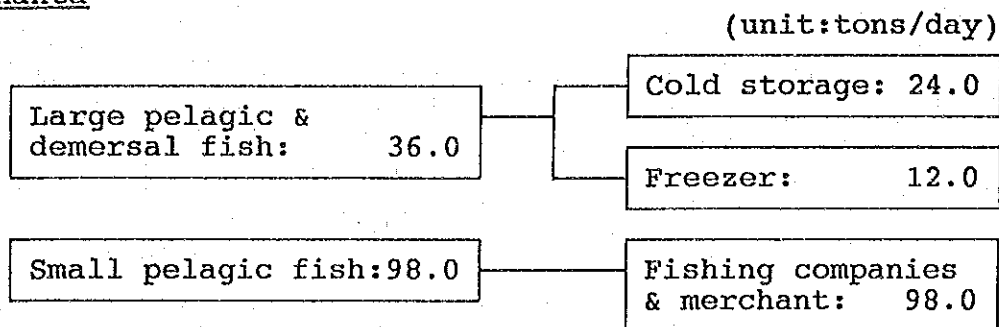 (unit:tons/day)
Large pelagic &
demersal fish: 36.0
Cold storage: 24.0
Freezer: 12.0
Small pelagic fish:98.0
Fishing companies
& merchant: 98.0